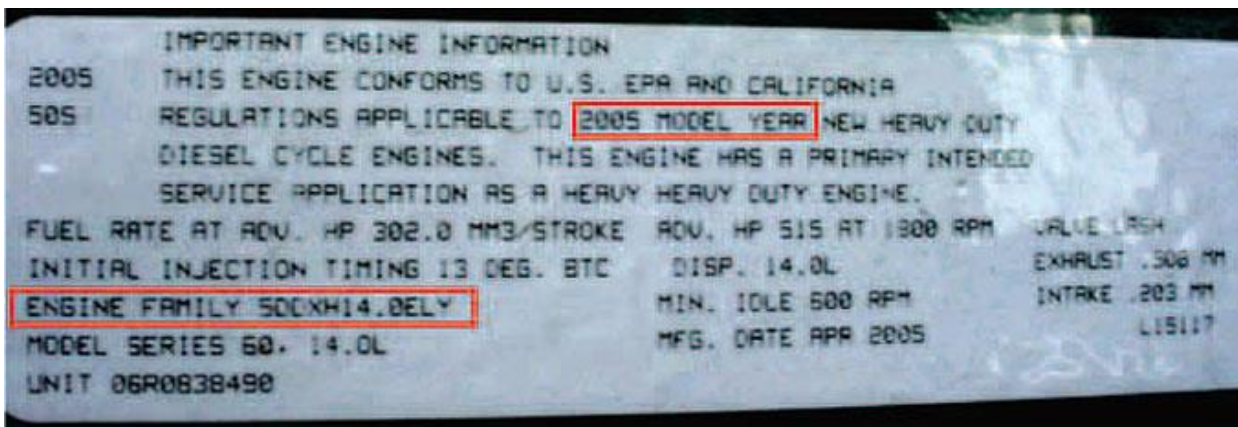 IMPORTANT ENGINE INFORMATION
2005 THIS ENGINE CONFORMS TO U.S. EPA AND CALIFORNIA
505 REGULATIONS APPLICABLE TO 2005 MODEL YEAR NEW HEAVY DUTY
DIESEL CYCLE ENGINES. THIS ENGINE HAS A PRIMARY INTENDED
SERVICE APPLICATION AS A HEAVY HEAVY DUTY ENGINE.
FUEL RATE AT ADV. HP 302.0 MM3/STROKE ADV. HP 515 AT 1800 RPM VALVE LASH
INITIAL INJECTION TIMING 13 DEG. BTC DISP. 14.0L EXHAUST .508 MM
ENGINE FAMILY 5DDXH14.0ELY MIN. IDLE 600 RPM INTAKE .203 MM
MODEL SERIES 60. 14.0L MFG. DATE APR 2005 L15117
UNIT 06R0838490